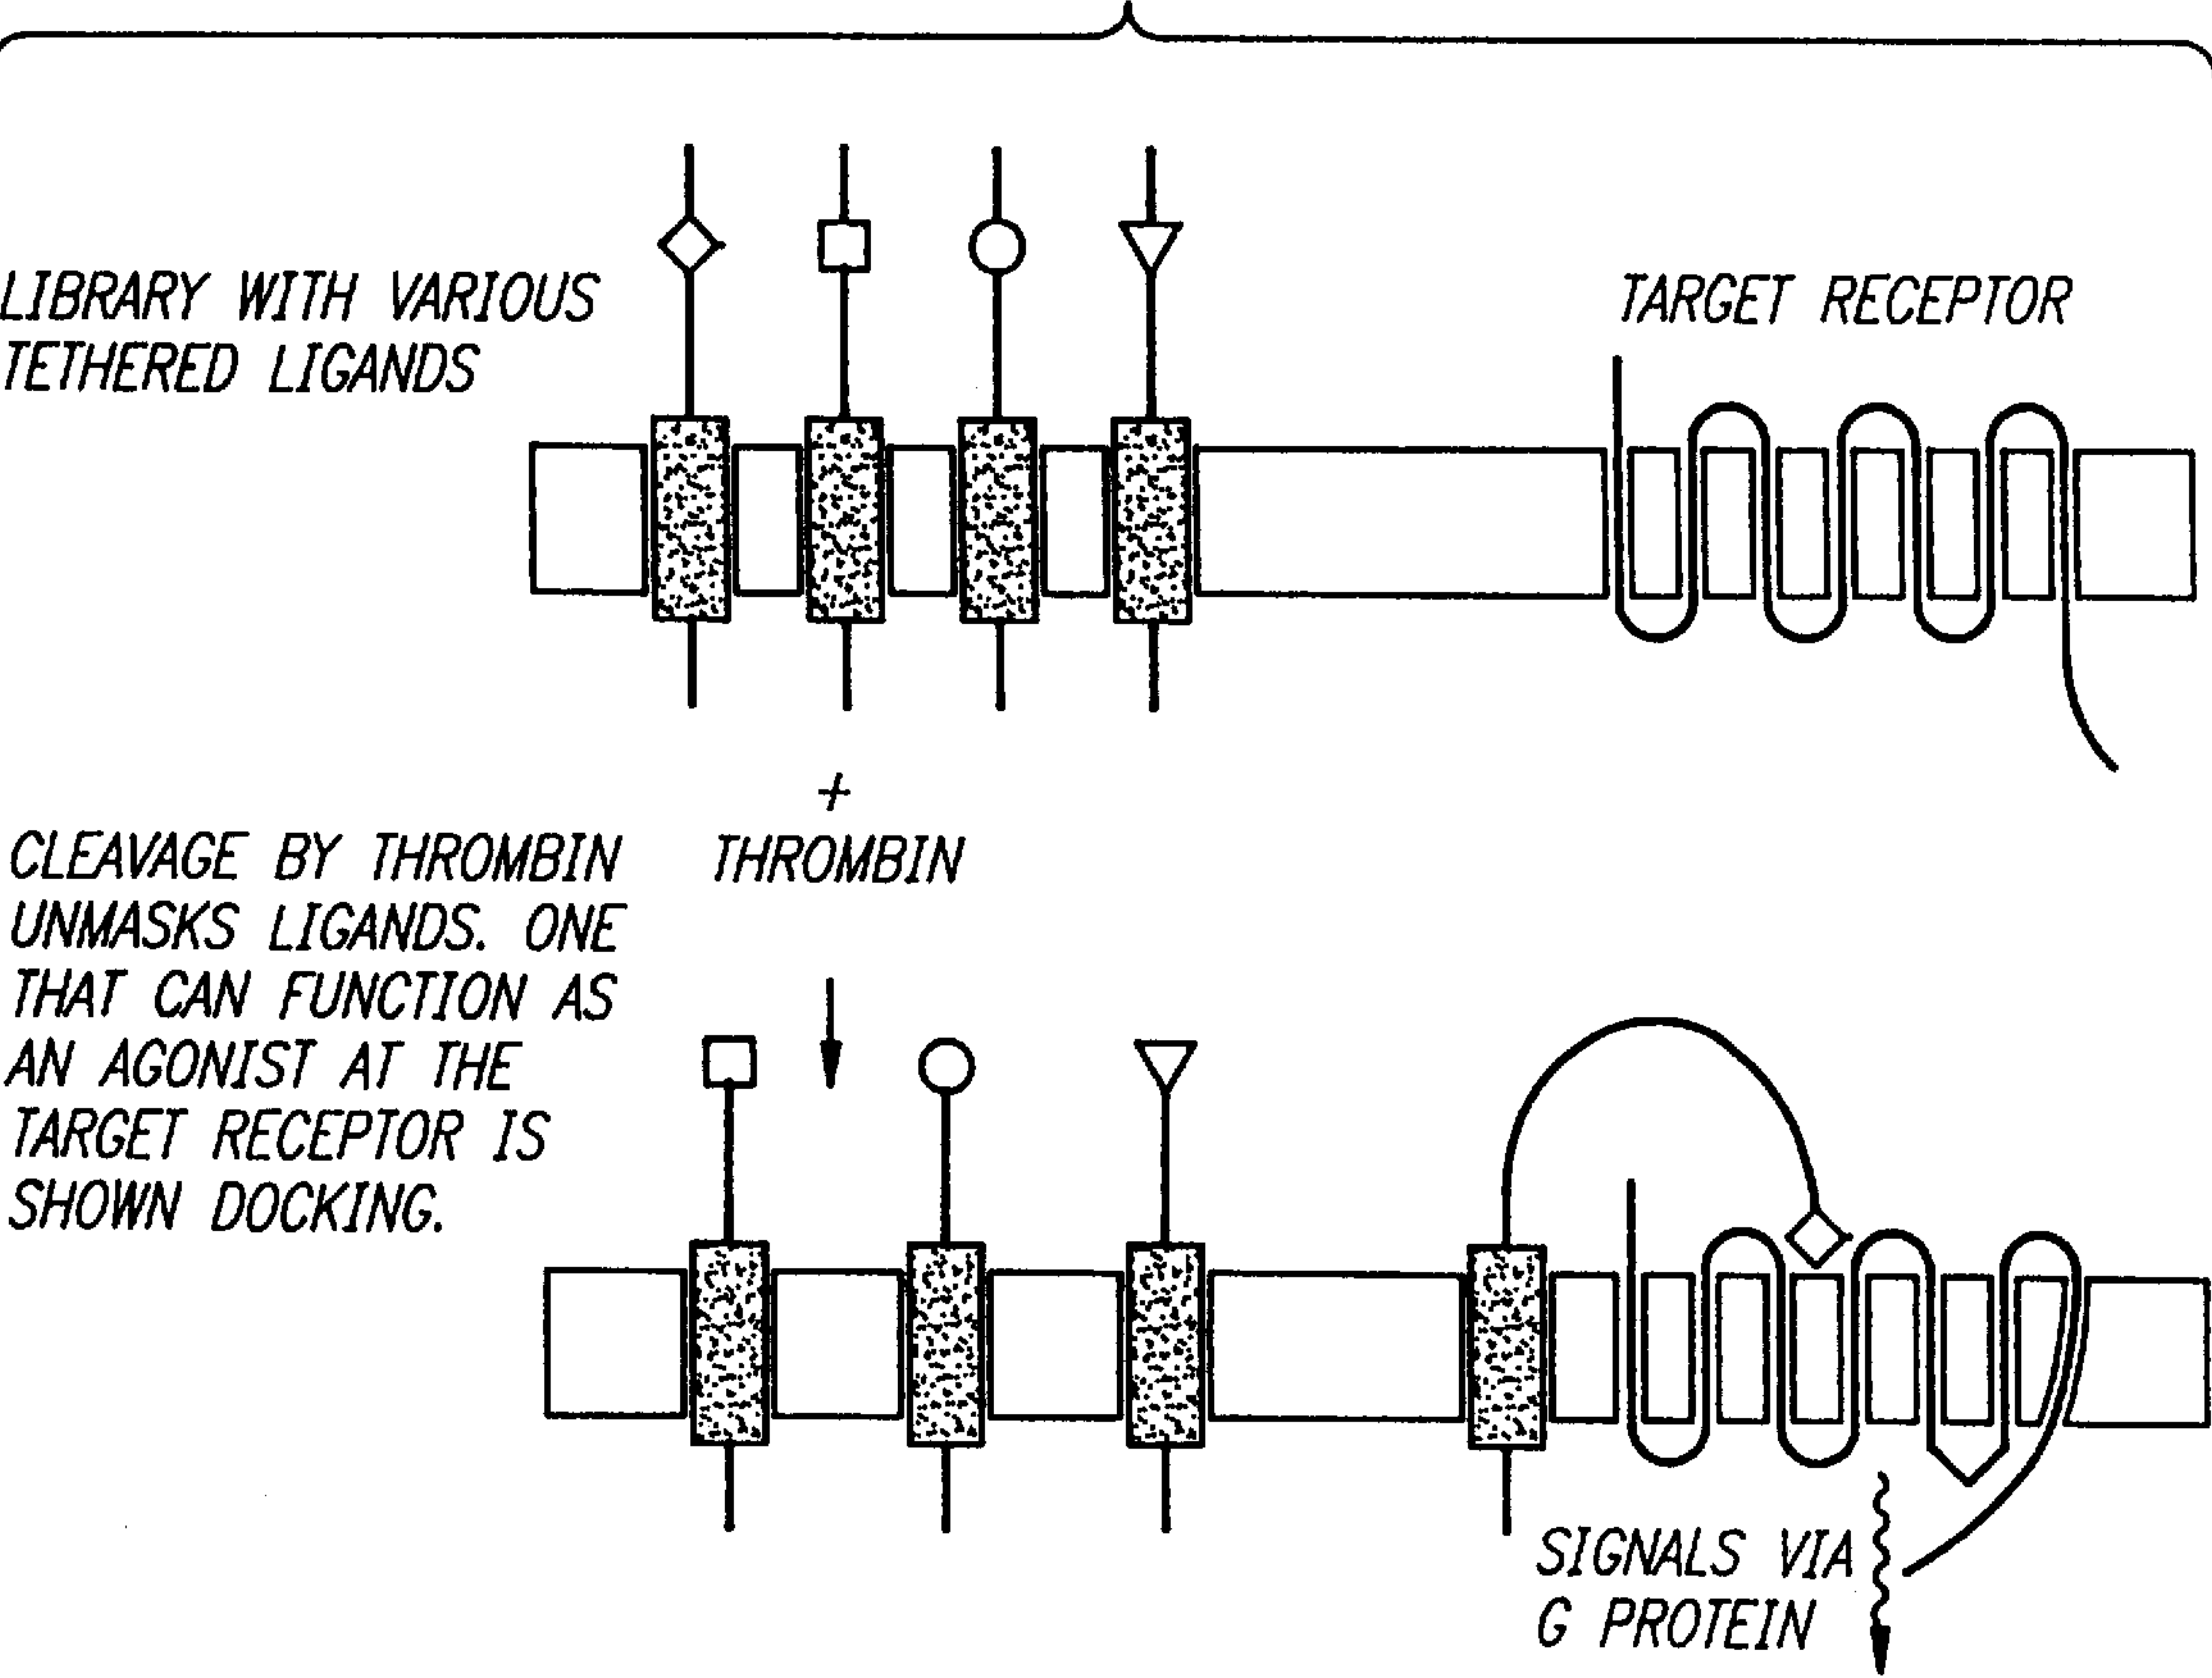 LIBRARY WITH VARIOUS
TETHERED LIGANDS
TARGET RECEPTOR
+
THROMBIN
CLEAVAGE BY THROMBIN
UNMASKS LIGANDS. ONE
THAT CAN FUNCTION AS
AN AGONIST AT THE
TARGET RECEPTOR IS
SHOWN DOCKING.
SIGNALS VIA
G PROTEIN